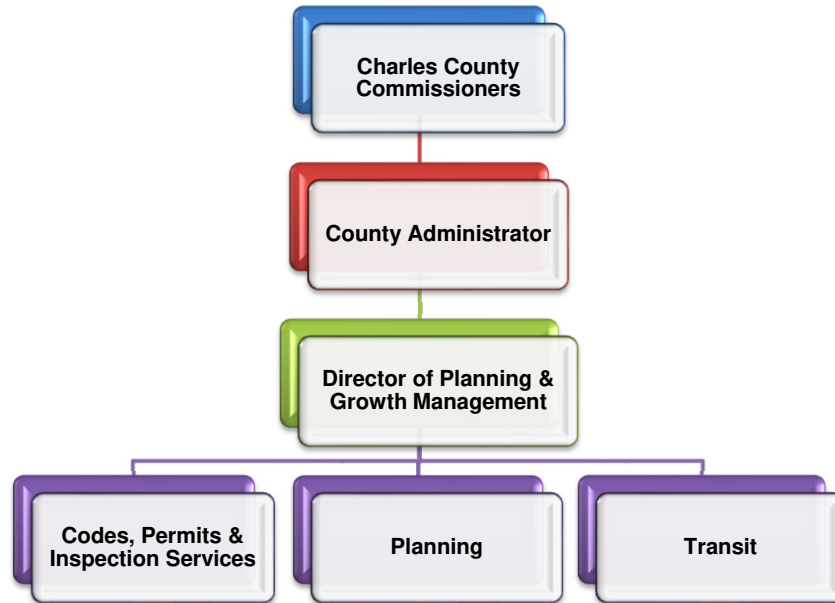 Charles County
Commissioners
County Administrator
Director of Planning &
Growth Management
Codes, Permits &
Inspection Services
Planning
Transit